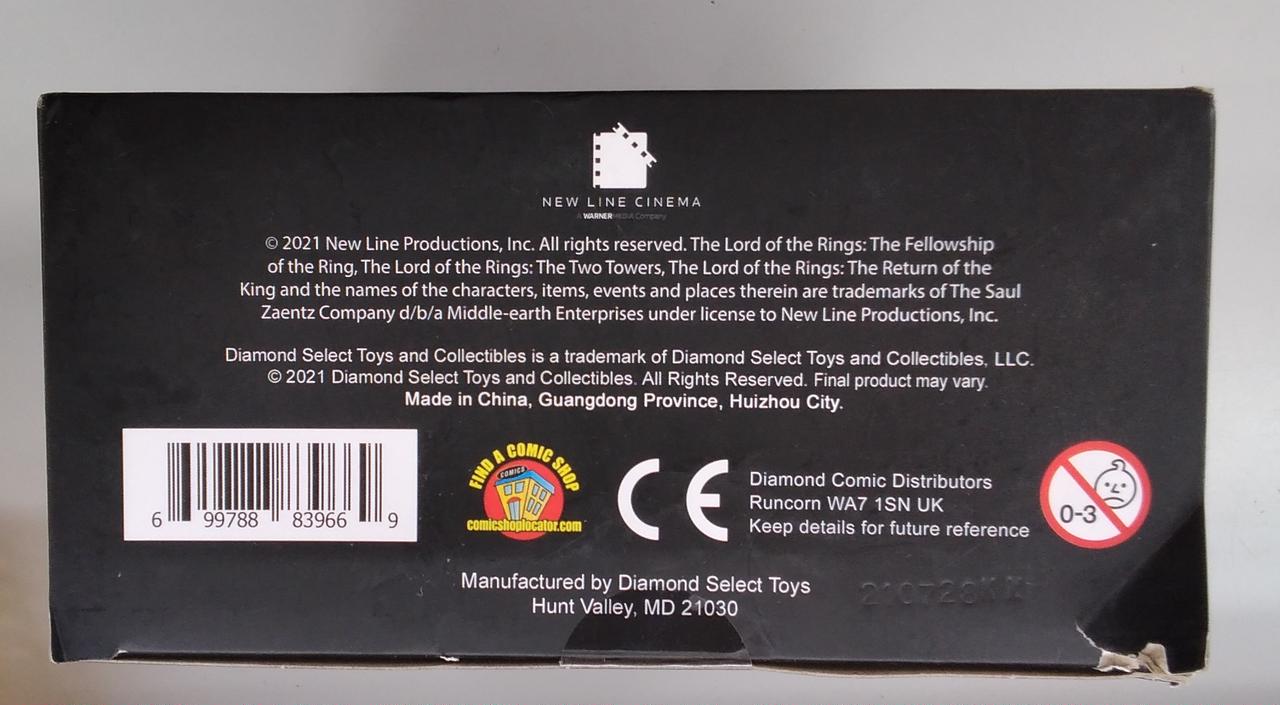 NEW LINE CINEMA
A WARNERMEDIA Company
© 2021 New Line Productions, Inc. All rights reserved. The Lord of the Rings: The Fellowship
of the Ring, The Lord of the Rings: The Two Towers, The Lord of the Rings: The Return of the
King and the names of the characters, items, events and places therein are trademarks of The Saul
Zaentz Company d/b/a Middle-earth Enterprises under license to New Line Productions, Inc.
Diamond Select Toys and Collectibles is a trademark of Diamond Select Toys and Collectibles, LLC.
© 2021 Diamond Select Toys and Collectibles. All Rights Reserved. Final product may vary.
Made in China, Guangdong Province, Huizhou City.
6 99788 83966 9
FIND A COMIC SHOP
COMICS
comicshoplocator.com
CE
Diamond Comic Distributors
Runcorn WA7 1SN UK
Keep details for future reference
0-3
Manufactured by Diamond Select Toys
Hunt Valley, MD 21030